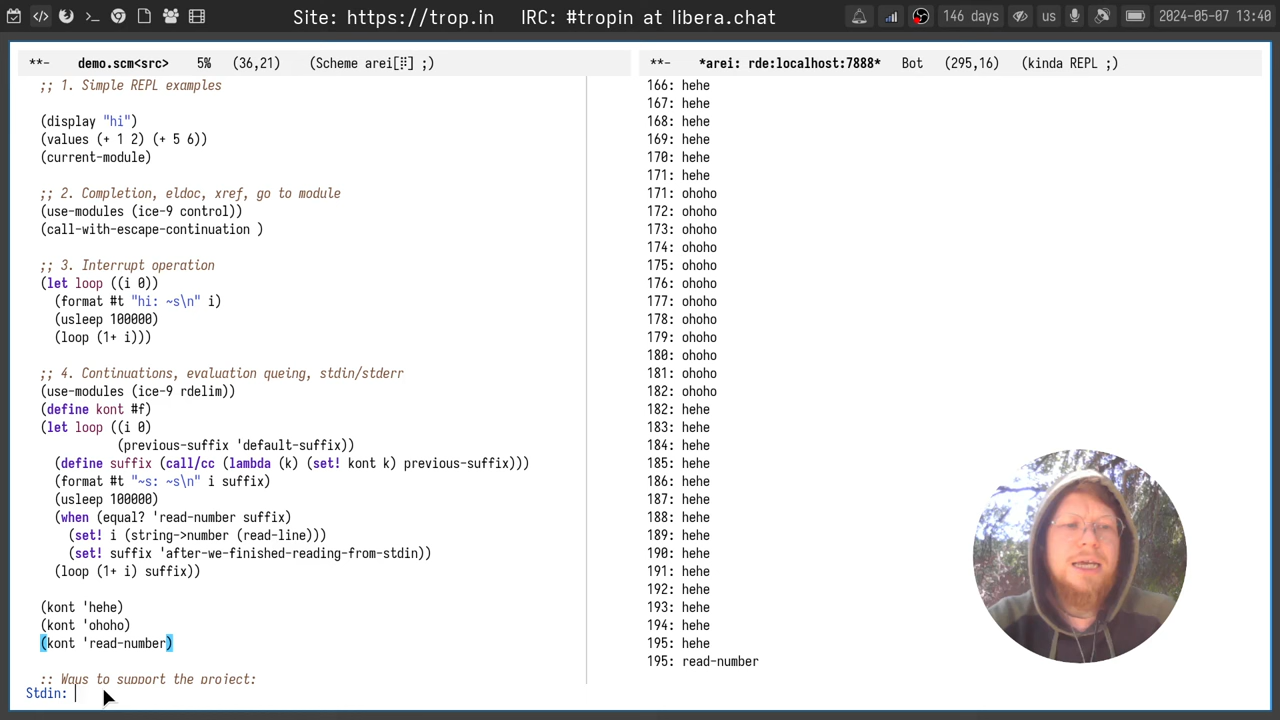 Site: https://trop.in IRC: #tropin at libera.chat
146 days us 2024-05-07 13:40
**- demo.scm<src> 5% (36,21) (Scheme arei[⠿] ;)
;; 1. Simple REPL examples
(display "hi")
(values (+ 1 2) (+ 5 6))
(current-module)
;; 2. Completion, eldoc, xref, go to module
(use-modules (ice-9 control))
(call-with-escape-continuation )
;; 3. Interrupt operation
(let loop ((i 0))
(format #t "hi: ~s\n" i)
(usleep 100000)
(loop (1+ i)))
;; 4. Continuations, evaluation queing, stdin/stderr
(use-modules (ice-9 rdelim))
(define kont #f)
(let loop ((i 0)
(previous-suffix 'default-suffix))
(define suffix (call/cc (lambda (k) (set! kont k) previous-suffix)))
(format #t "~s: ~s\n" i suffix)
(usleep 100000)
(when (equal? 'read-number suffix)
(set! i (string->number (read-line)))
(set! suffix 'after-we-finished-reading-from-stdin))
(loop (1+ i) suffix))
(kont 'hehe)
(kont 'ohoho)
(kont 'read-number)
;; Ways to support the project:
Stdin:
**- *arei: rde:localhost:7888* Bot (295,16) (kinda REPL ;)
166: hehe
167: hehe
168: hehe
169: hehe
170: hehe
171: hehe
171: ohoho
172: ohoho
173: ohoho
174: ohoho
175: ohoho
176: ohoho
177: ohoho
178: ohoho
179: ohoho
180: ohoho
181: ohoho
182: ohoho
182: hehe
183: hehe
184: hehe
185: hehe
186: hehe
187: hehe
188: hehe
189: hehe
190: hehe
191: hehe
192: hehe
193: hehe
194: hehe
195: hehe
195: read-number